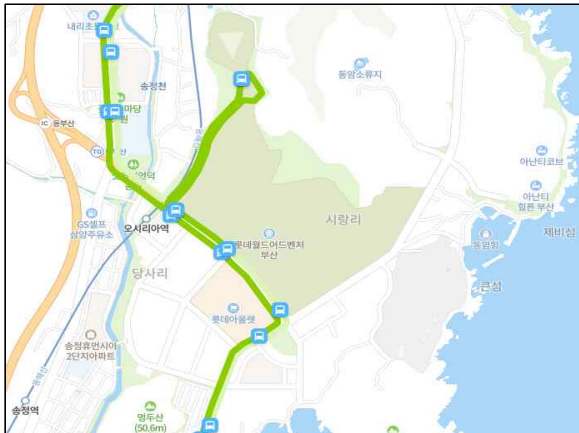 내리초
송정천
동암소류지
IC 동부산
TG
아난티코브
아난티
힐튼 부산
시랑리
제비섬
GS셀프
삼양주유소
오시리아역
롯데월드어드벤처
부산
동암항
당사리
큰섬
롯데아울렛
송정휴먼시아
2단지아파트
송정역
명두산
(50.6m)